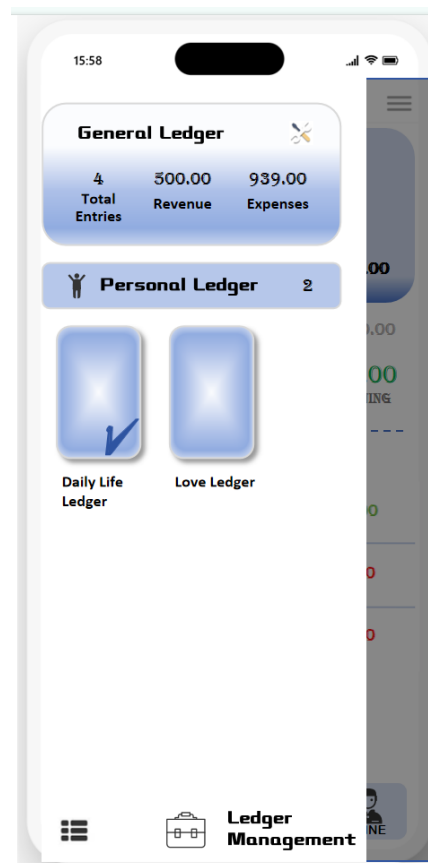 15:58
General Ledger
4 500.00 939.00
Total Entries Revenue Expenses
Personal Ledger 2
Daily Life
Ledger
Love Ledger
Ledger
Management
.00
.00
00
ING
0
0
0
NE